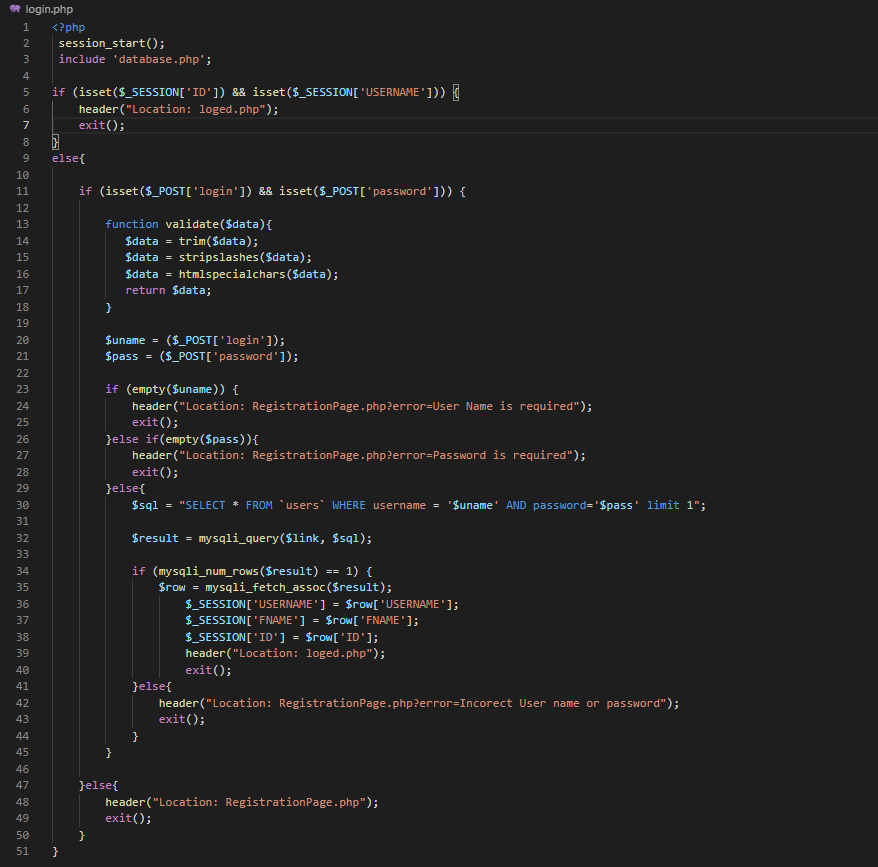 login.php
1 <?php
2 session_start();
3 include 'database.php';
4
5 if (isset($_SESSION['ID']) && isset($_SESSION['USERNAME'])) {
6 header("Location: loged.php");
7 exit();
8 }
9 else{
10
11 if (isset($_POST['login']) && isset($_POST['password'])) {
12
13 function validate($data){
14 $data = trim($data);
15 $data = stripslashes($data);
16 $data = htmlspecialchars($data);
17 return $data;
18 }
19
20 $uname = ($_POST['login']);
21 $pass = ($_POST['password']);
22
23 if (empty($uname)) {
24 header("Location: RegistrationPage.php?error=User Name is required");
25 exit();
26 }else if(empty($pass)){
27 header("Location: RegistrationPage.php?error=Password is required");
28 exit();
29 }else{
30 $sql = "SELECT * FROM `users` WHERE username = '$uname' AND password='$pass' limit 1";
31
32 $result = mysqli_query($link, $sql);
33
34 if (mysqli_num_rows($result) == 1) {
35 $row = mysqli_fetch_assoc($result);
36 $_SESSION['USERNAME'] = $row['USERNAME'];
37 $_SESSION['FNAME'] = $row['FNAME'];
38 $_SESSION['ID'] = $row['ID'];
39 header("Location: loged.php");
40 exit();
41 }else{
42 header("Location: RegistrationPage.php?error=Incorect User name or password");
43 exit();
44 }
45 }
46
47 }else{
48 header("Location: RegistrationPage.php");
49 exit();
50 }
51 }